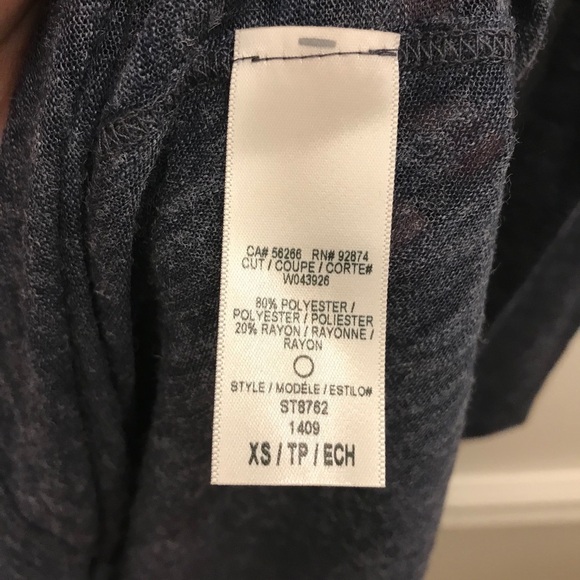 CA# 56266 RN# 92874
CUT / COUPE / CORTE#
W043926
80% POLYESTER /
POLYESTER / POLIESTER
20% RAYON / RAYONNE /
RAYON
STYLE / MODÈLE / ESTILO#
ST8762
1409
XS / TP / ECH